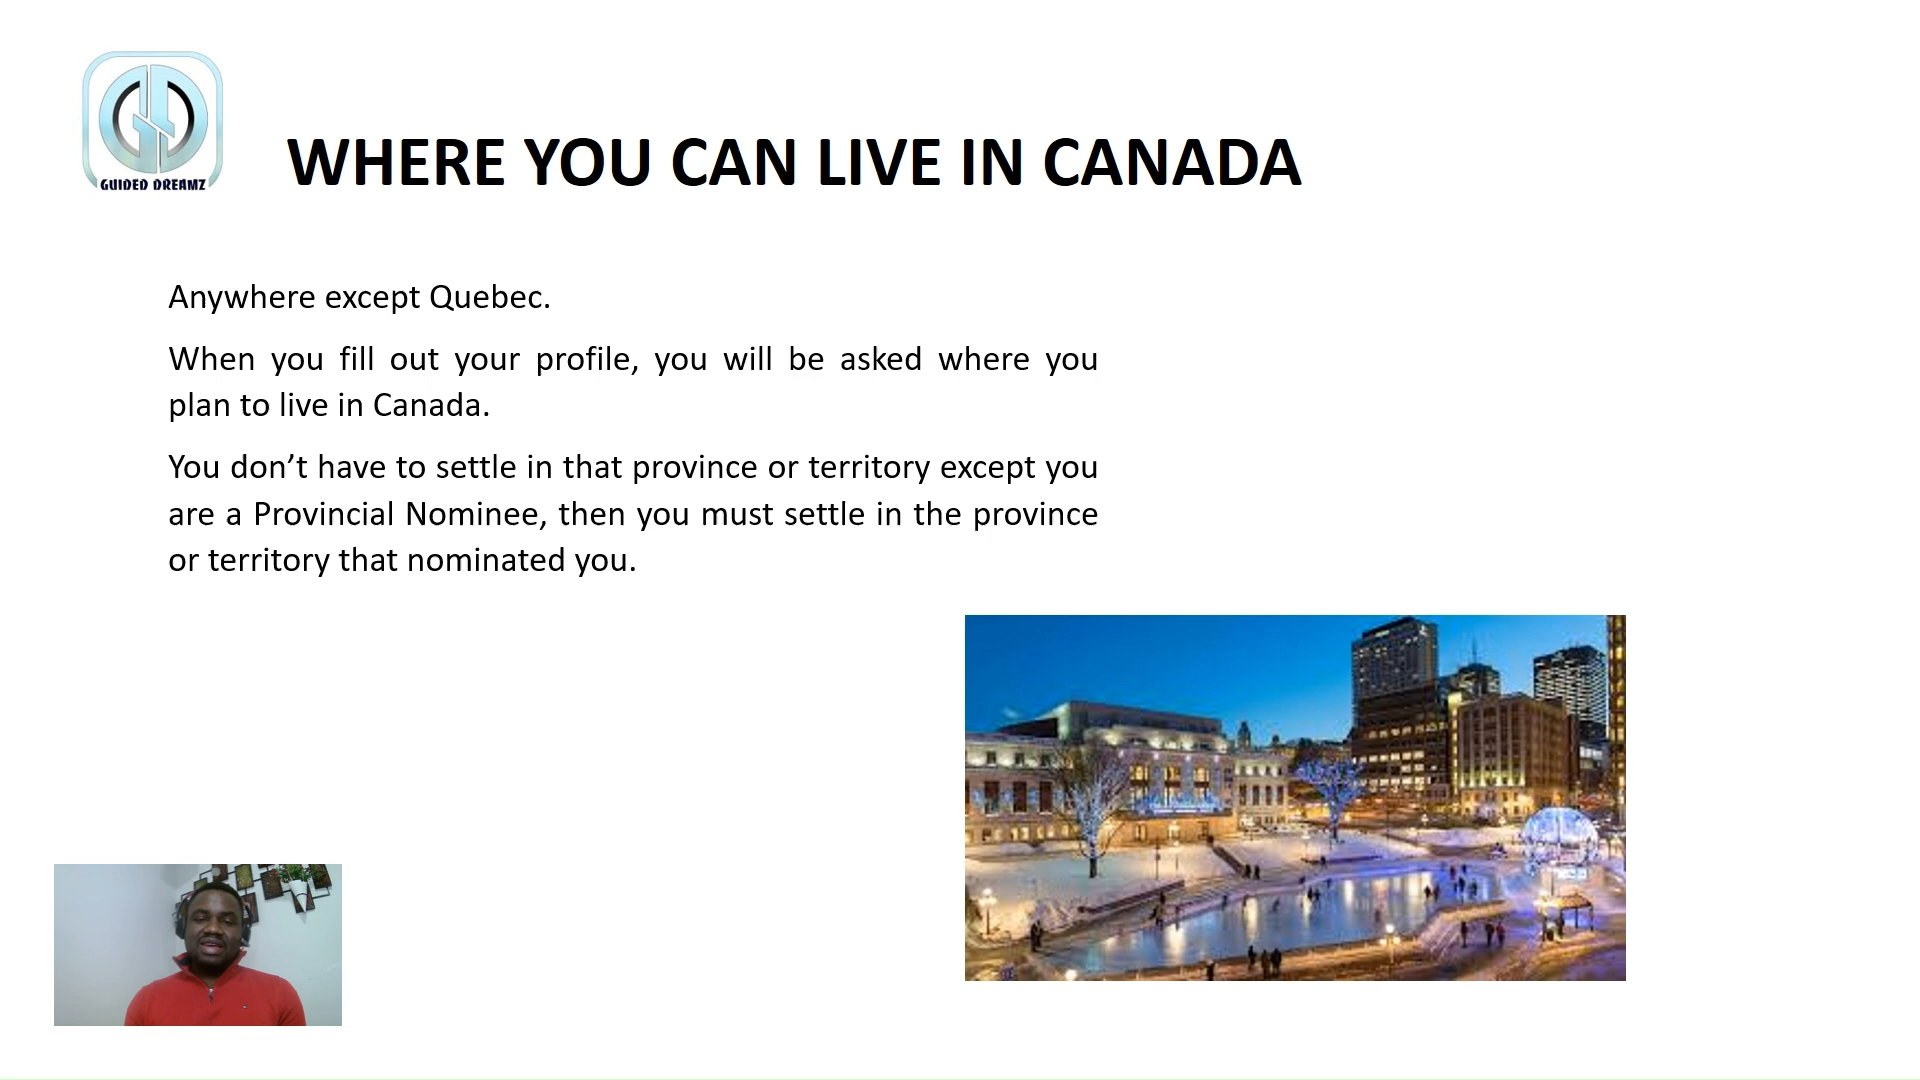 GUIDED DREAMZ
WHERE YOU CAN LIVE IN CANADA
Anywhere except Quebec.
When you fill out your profile, you will be asked where you
plan to live in Canada.
You don’t have to settle in that province or territory except you
are a Provincial Nominee, then you must settle in the province
or territory that nominated you.